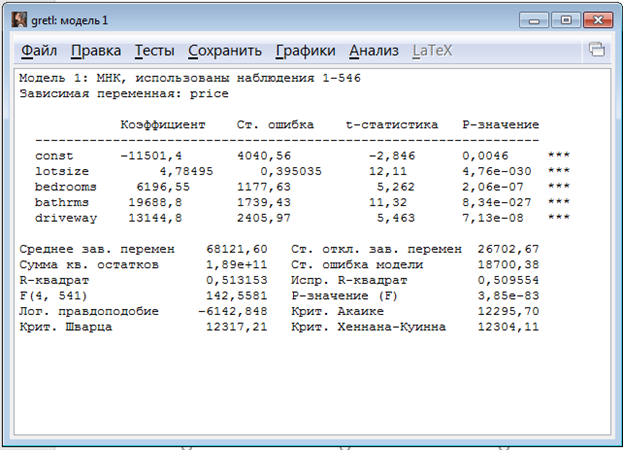 gretl: модель 1
Файл Правка Тесты Сохранить Графики Анализ LaTeX
Модель 1: МНК, использованы наблюдения 1-546
Зависимая переменная: price
Коэффициент Ст. ошибка t-статистика P-значение
const -11501,4 4040,56 -2,846 0,0046 ***
lotsize 4,78495 0,395035 12,11 4,76e-030 ***
bedrooms 6196,55 1177,63 5,262 2,06e-07 ***
bathrms 19688,8 1739,43 11,32 8,34e-027 ***
driveway 13144,8 2405,97 5,463 7,13e-08 ***
Среднее зав. перемен 68121,60 Ст. откл. зав. перемен 26702,67
Сумма кв. остатков 1,89e+11 Ст. ошибка модели 18700,38
R-квадрат 0,513153 Испр. R-квадрат 0,509554
F(4, 541) 142,5581 Р-значение (F) 3,85e-83
Лог. правдоподобие -6142,848 Крит. Акаике 12295,70
Крит. Шварца 12317,21 Крит. Хеннана-Куинна 12304,11